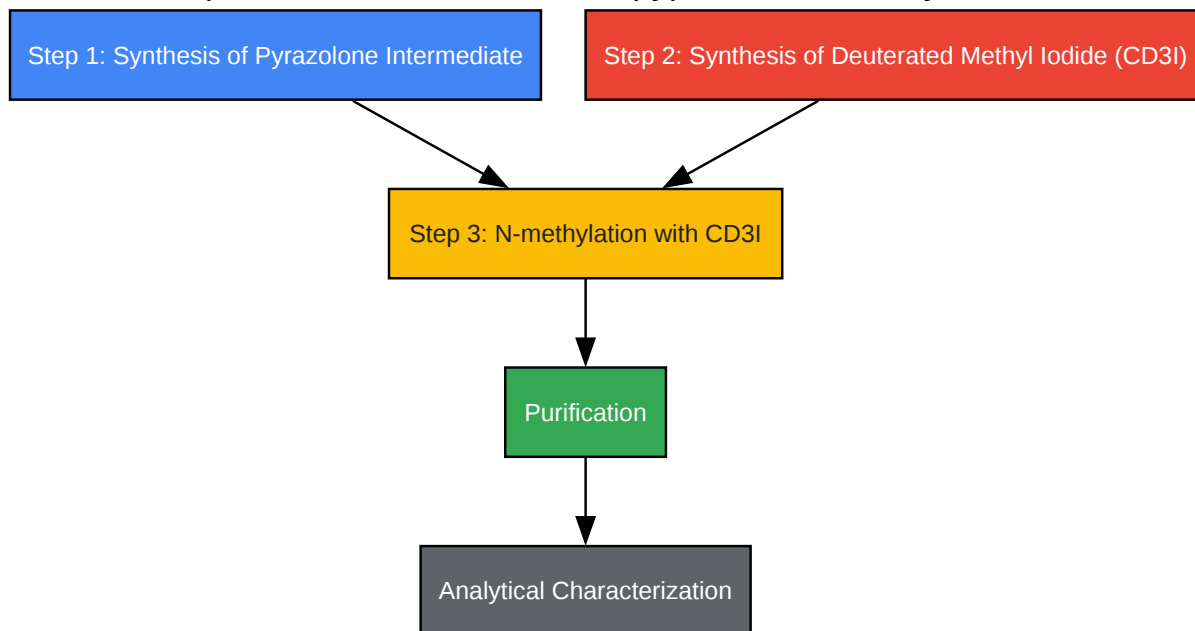 Step 1: Synthesis of Pyrazolone Intermediate
Step 2: Synthesis of Deuterated Methyl Iodide (CD3I)
Step 3: N-methylation with CD3I
Purification
Analytical Characterization